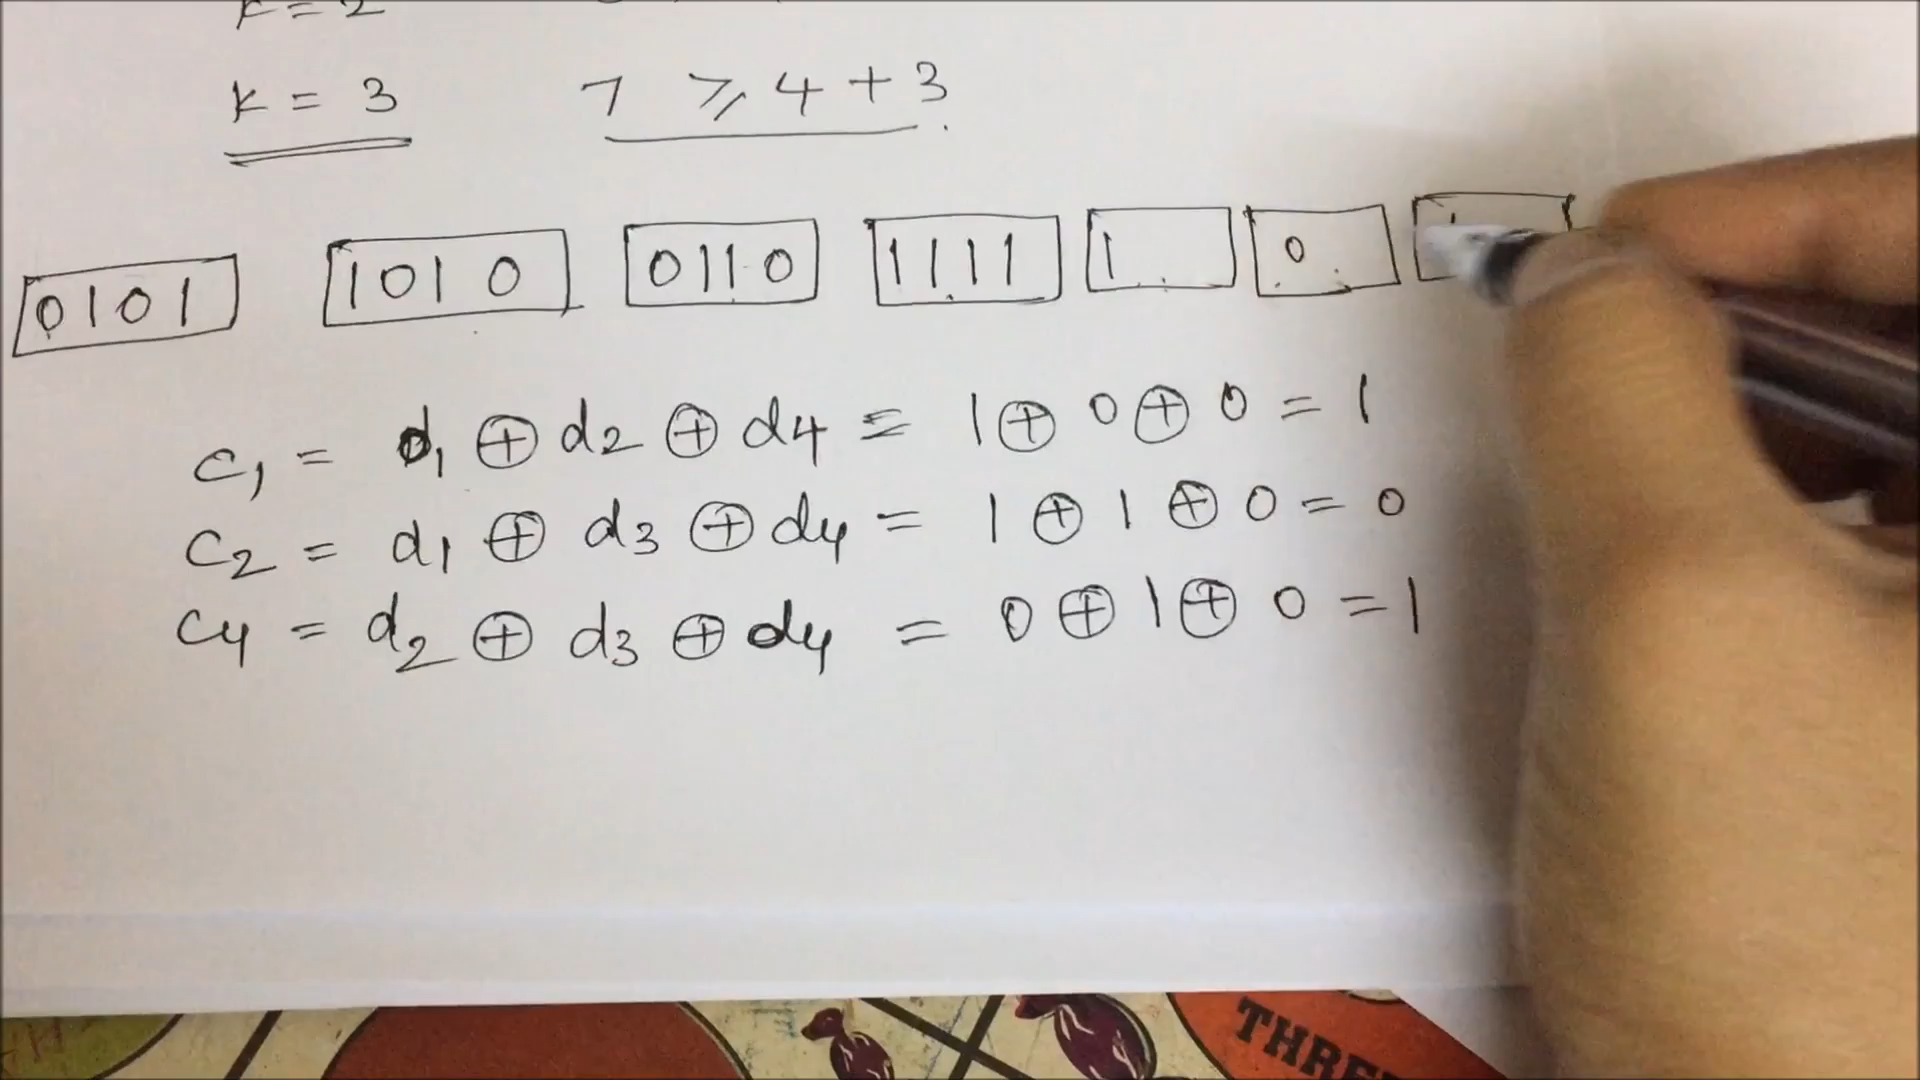 K = 2
K = 3 7 ⩾ 4 + 3
0101 1010 0110 1111 1 0
c1 = d1 ⊕ d2 ⊕ d4 = 1 ⊕ 0 ⊕ 0 = 1
c2 = d1 ⊕ d3 ⊕ d4 = 1 ⊕ 1 ⊕ 0 = 0
c4 = d2 ⊕ d3 ⊕ d4 = 0 ⊕ 1 ⊕ 0 = 1